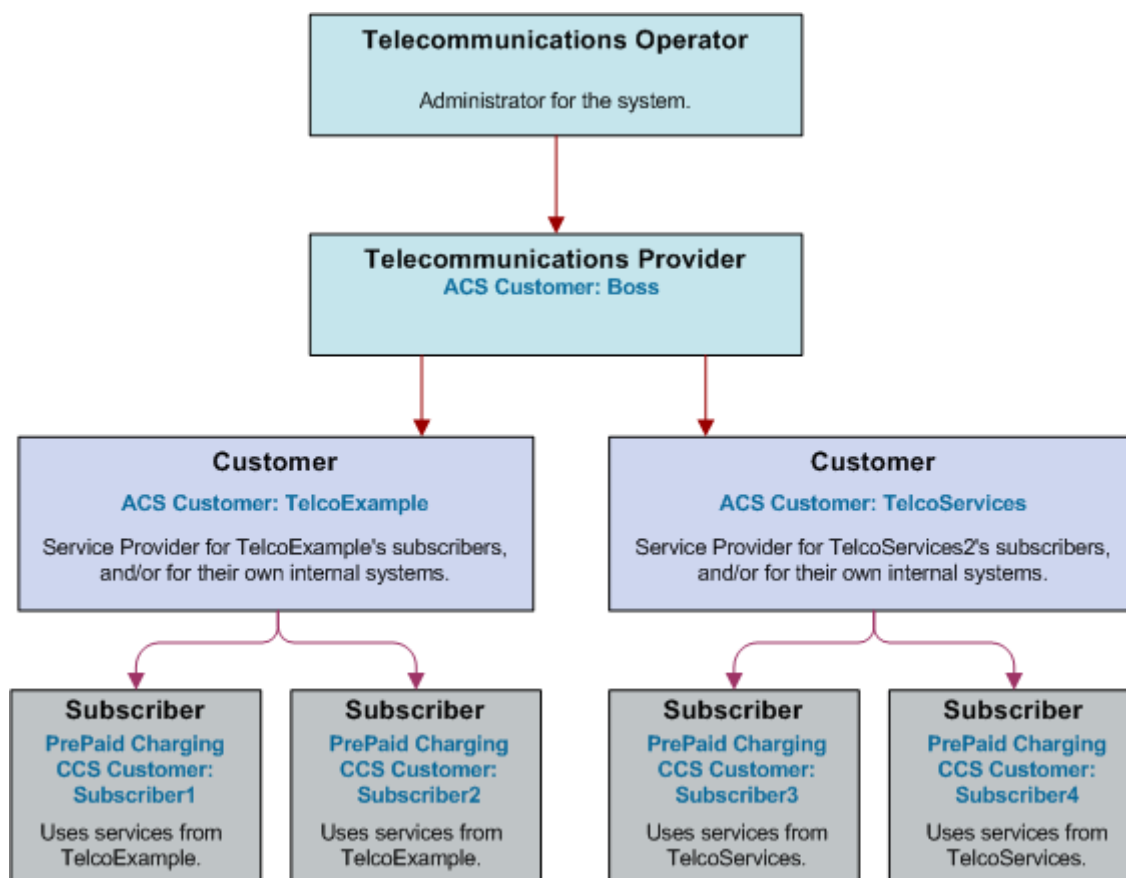 Telecommunications Operator
Administrator for the system.
Telecommunications Provider
ACS Customer: Boss
Customer
ACS Customer: TelcoExample
Service Provider for TelcoExample's subscribers,
and/or for their own internal systems.
Customer
ACS Customer: TelcoServices
Service Provider for TelcoServices2's subscribers,
and/or for their own internal systems.
Subscriber
PrePaid Charging
CCS Customer:
Subscriber1
Uses services from
TelcoExample.
Subscriber
PrePaid Charging
CCS Customer:
Subscriber2
Uses services from
TelcoExample.
Subscriber
PrePaid Charging
CCS Customer:
Subscriber3
Uses services from
TelcoServices.
Subscriber
PrePaid Charging
CCS Customer:
Subscriber4
Uses services from
TelcoServices.